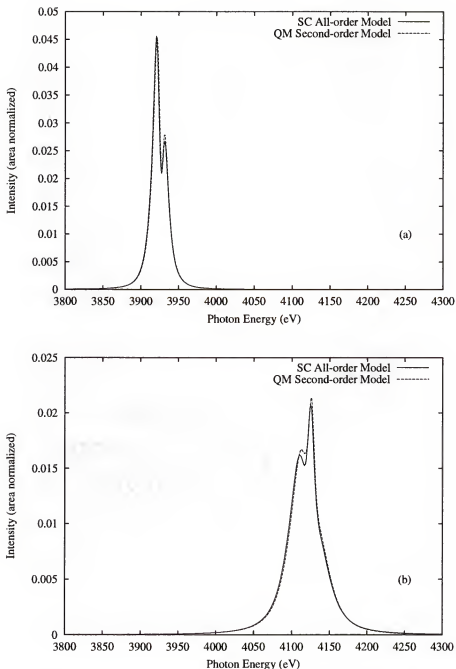 SC All-order Model
QM Second-order Model
0.05
0.045
0.04
0.035
0.03
0.025
0.02
0.015
0.01
0.005
0
Intensity (area normalized)
(a)
3800 3850 3900 3950 4000 4050 4100 4150 4200 4250 4300
Photon Energy (eV)
SC All-order Model
QM Second-order Model
0.025
0.02
0.015
0.01
0.005
0
Intensity (area normalized)
(b)
3800 3850 3900 3950 4000 4050 4100 4150 4200 4250 4300
Photon Energy (eV)